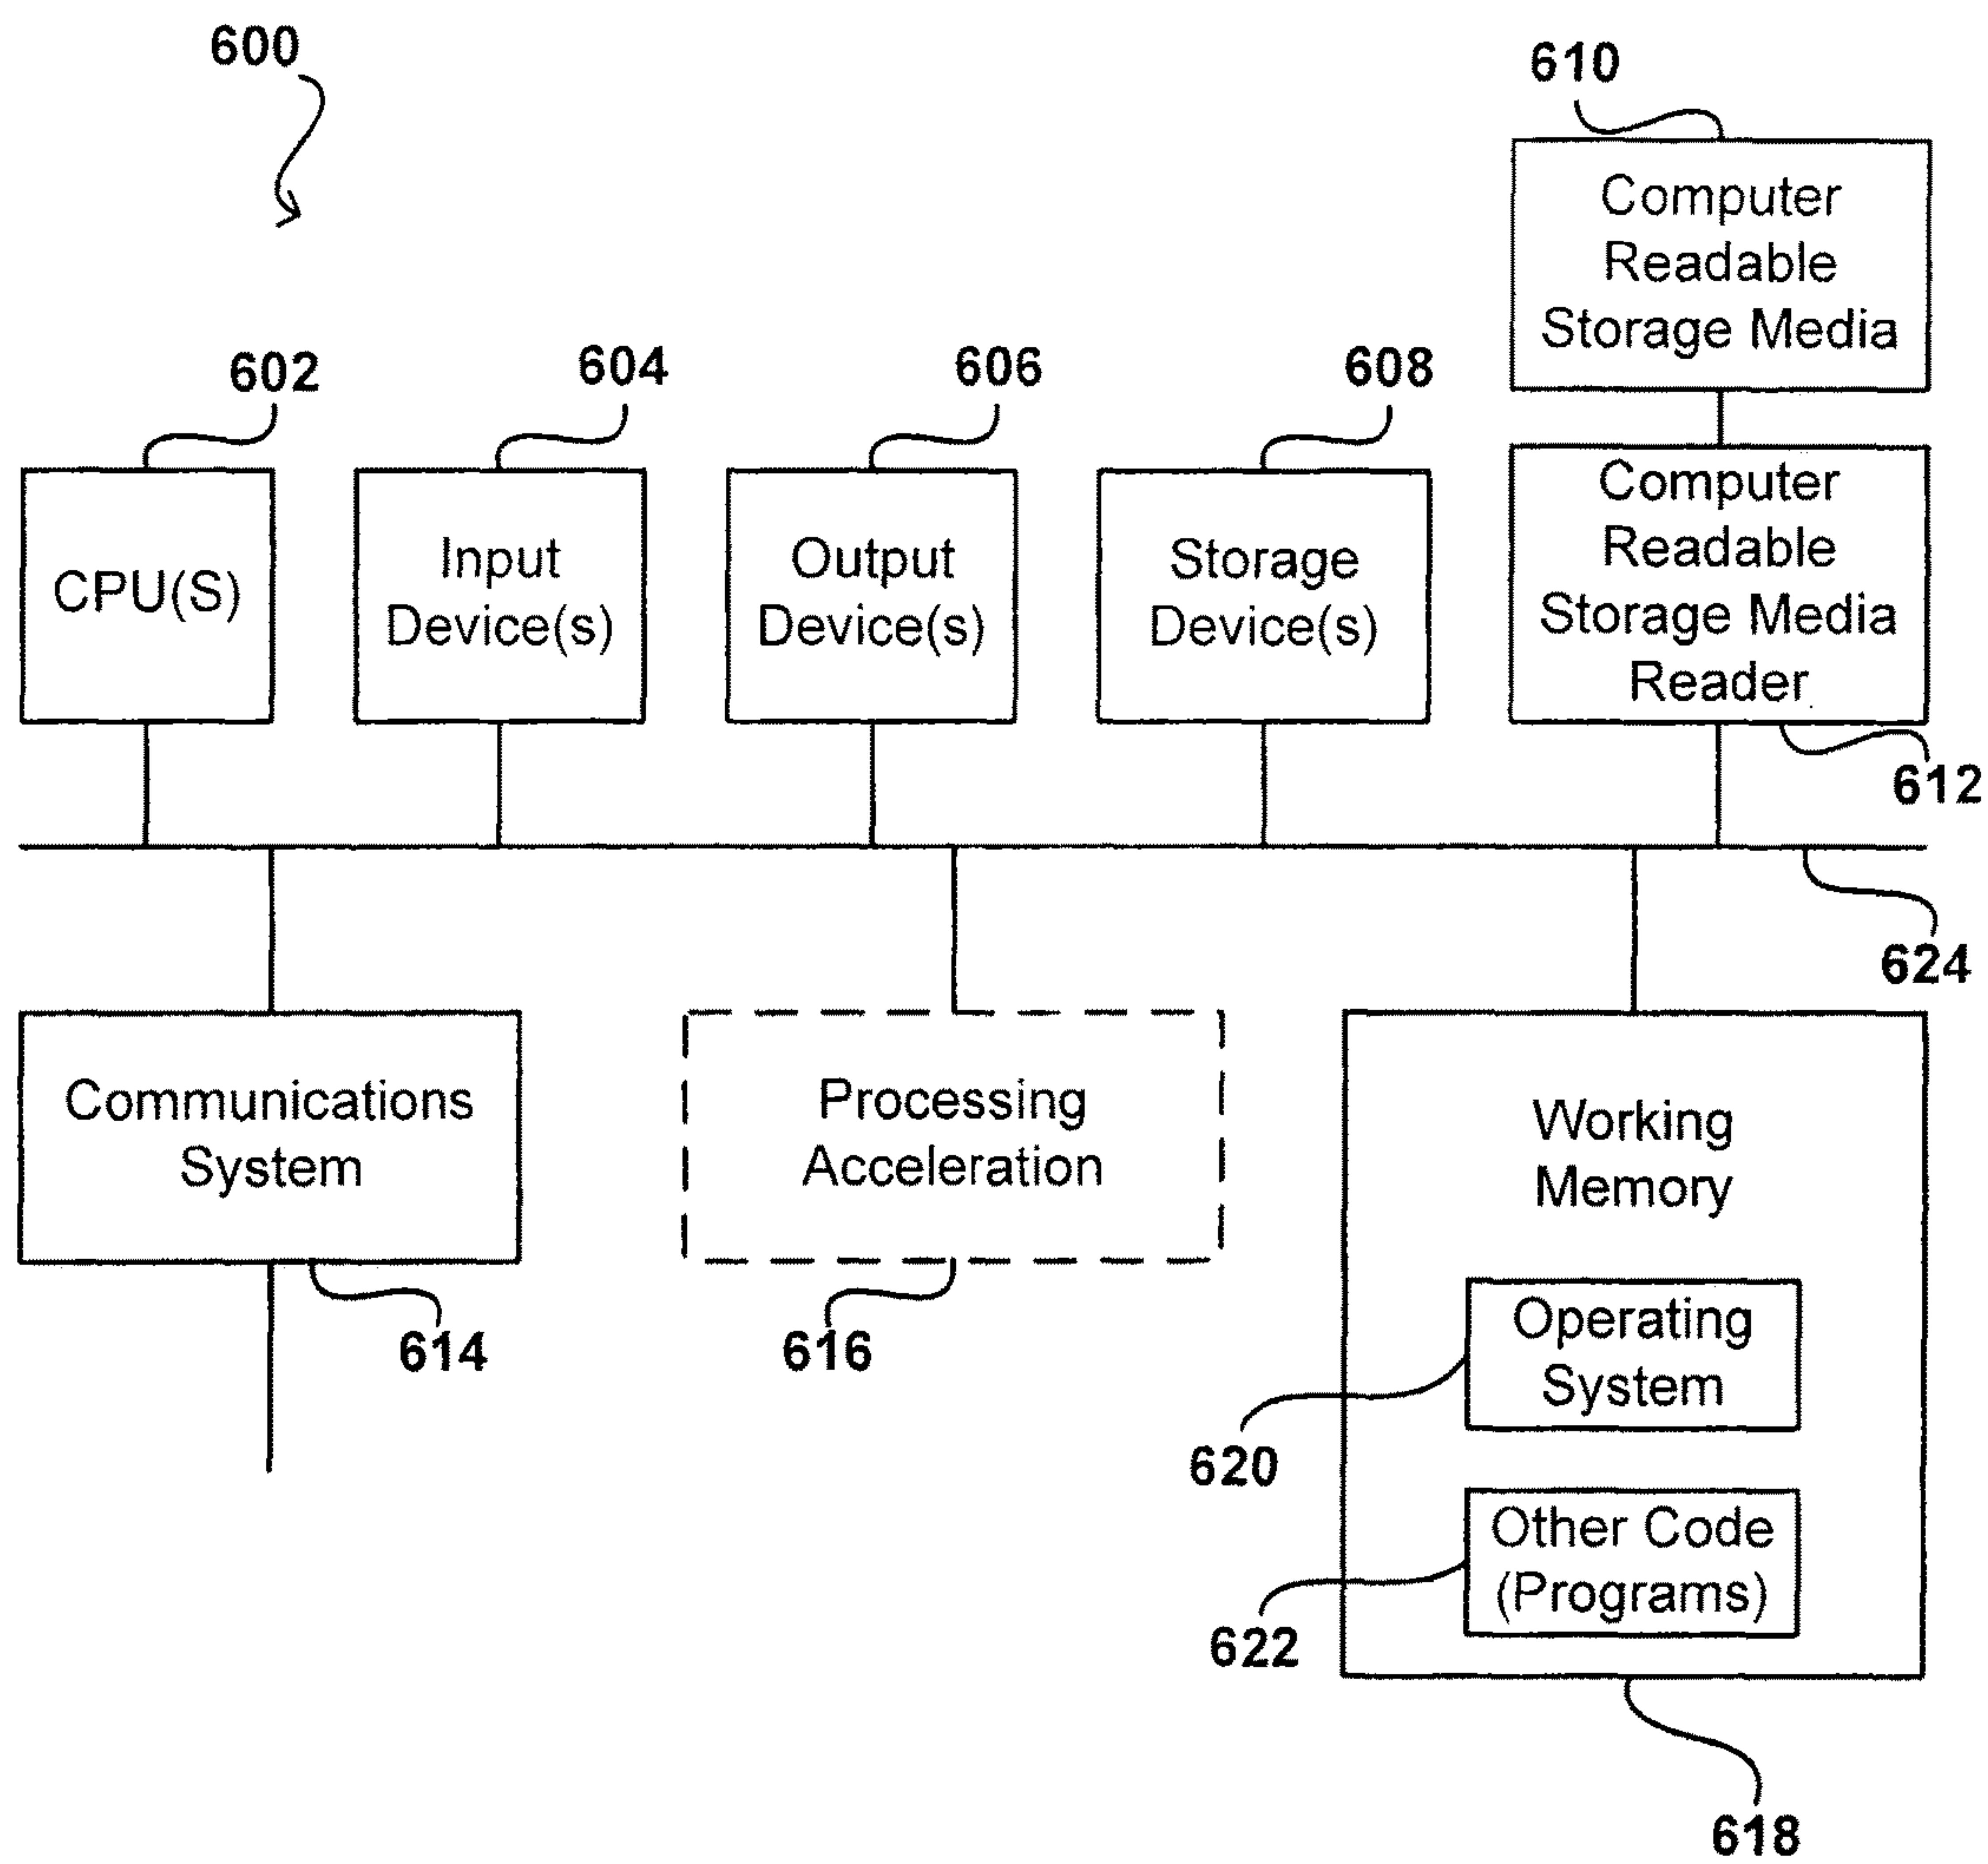 600
610
Computer
Readable
Storage Media
602
604
606
608
CPU(S)
Input
Device(s)
Output
Device(s)
Storage
Device(s)
Computer
Readable
Storage Media
Reader
612
624
Communications
System
614
Processing
Acceleration
616
Working
Memory
Operating
System
620
Other Code
(Programs)
622
618